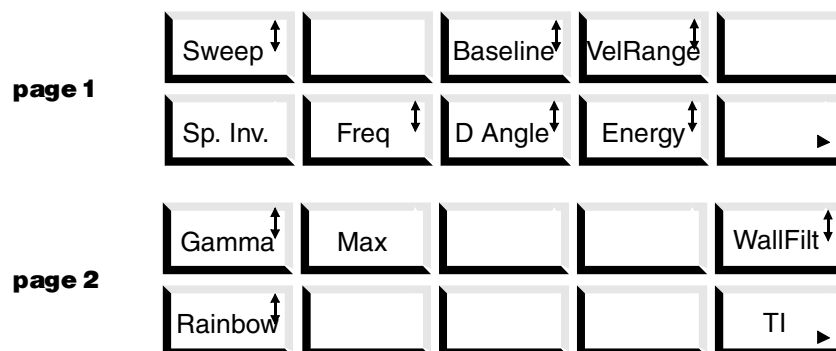 Sweep Baseline VelRange
page 1
Sp. Inv. Freq D Angle Energy
Gamma Max WallFilt
page 2
Rainbow TI